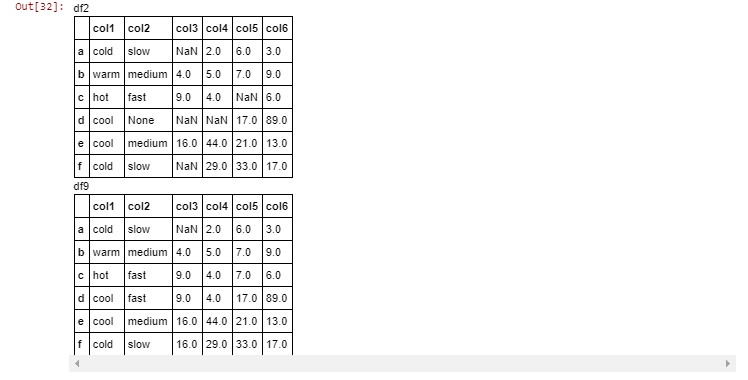 Out[32]: df2
col1 col2 col3 col4 col5 col6
a cold slow NaN 2.0 6.0 3.0
b warm medium 4.0 5.0 7.0 9.0
c hot fast 9.0 4.0 NaN 6.0
d cool None NaN NaN 17.0 89.0
e cool medium 16.0 44.0 21.0 13.0
f cold slow NaN 29.0 33.0 17.0
df9
col1 col2 col3 col4 col5 col6
a cold slow NaN 2.0 6.0 3.0
b warm medium 4.0 5.0 7.0 9.0
c hot fast 9.0 4.0 7.0 6.0
d cool fast 9.0 4.0 17.0 89.0
e cool medium 16.0 44.0 21.0 13.0
f cold slow 16.0 29.0 33.0 17.0